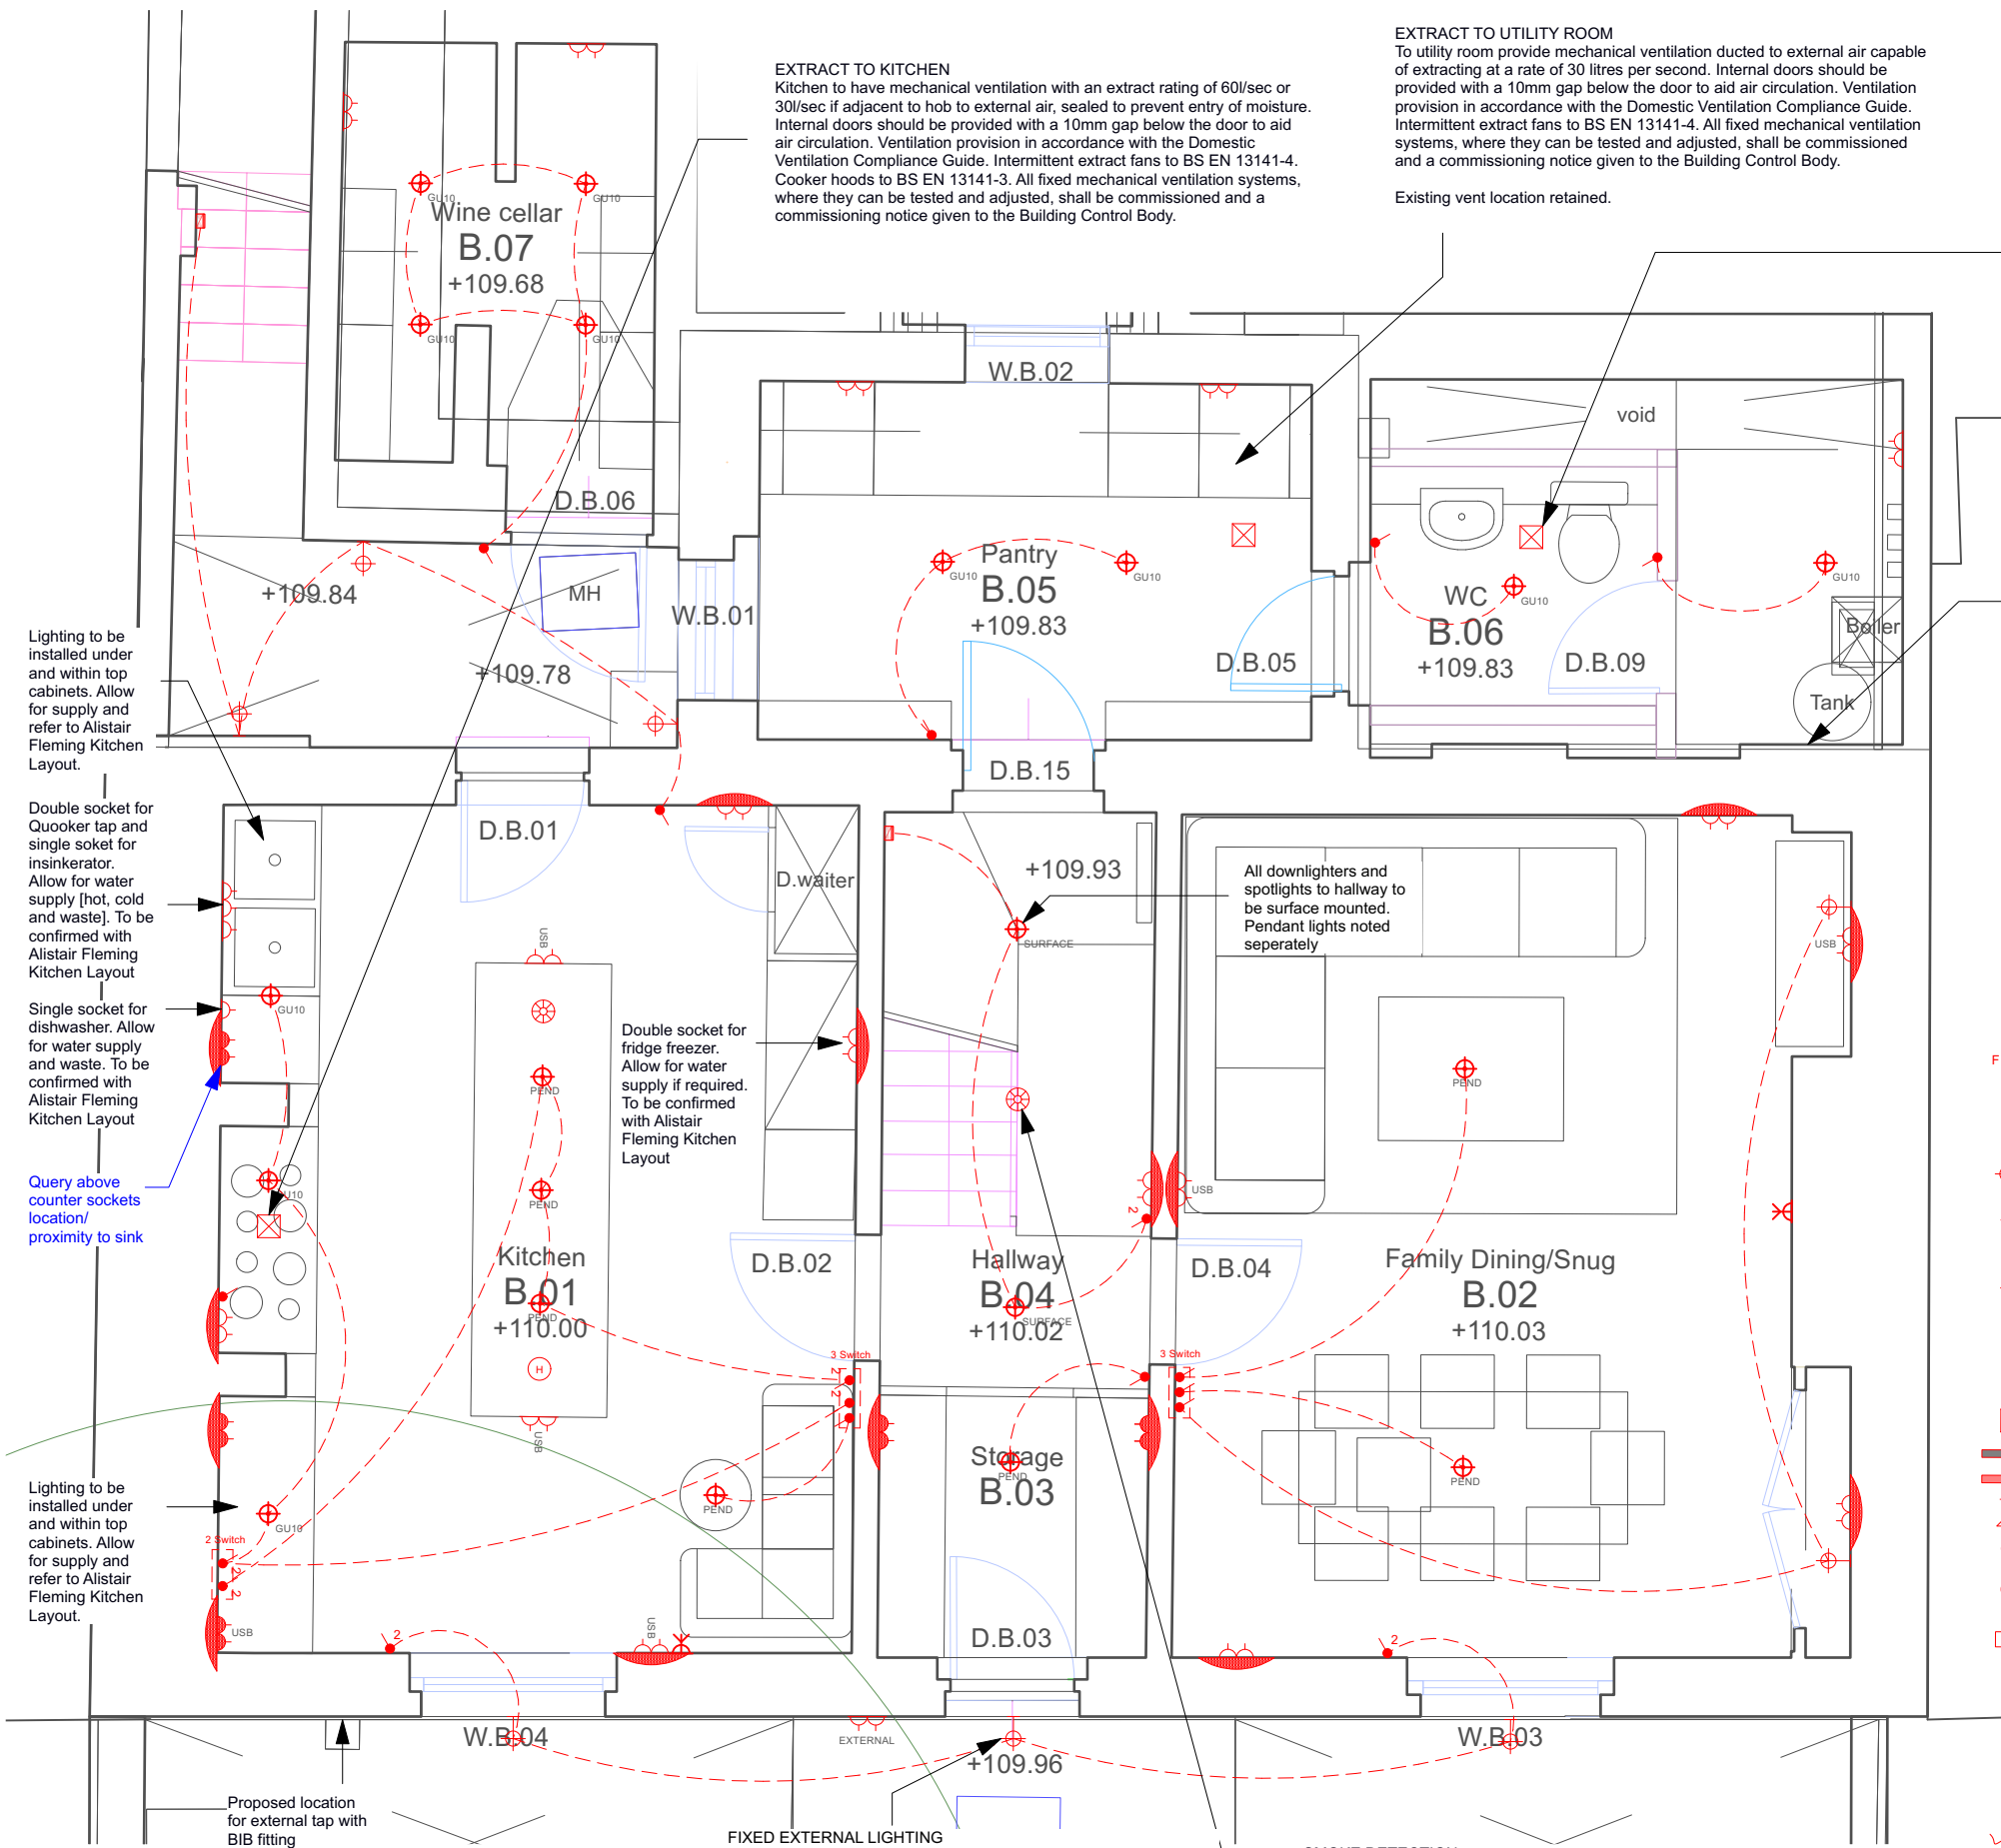 EXTRACT TO KITCHEN
Kitchen to have mechanical ventilation with an extract rating of 60l/sec or
30l/sec if adjacent to hob to external air, sealed to prevent entry of moisture.
Internal doors should be provided with a 10mm gap below the door to aid
air circulation. Ventilation provision in accordance with the Domestic
Ventilation Compliance Guide. Intermittent extract fans to BS EN 13141-4.
Cooker hoods to BS EN 13141-3. All fixed mechanical ventilation systems,
where they can be tested and adjusted, shall be commissioned and a
commissioning notice given to the Building Control Body.
EXTRACT TO UTILITY ROOM
To utility room provide mechanical ventilation ducted to external air capable
of extracting at a rate of 30 litres per second. Internal doors should be
provided with a 10mm gap below the door to aid air circulation. Ventilation
provision in accordance with the Domestic Ventilation Compliance Guide.
Intermittent extract fans to BS EN 13141-4. All fixed mechanical ventilation
systems, where they can be tested and adjusted, shall be commissioned
and a commissioning notice given to the Building Control Body.
Existing vent location retained.
GU10
GU10
Wine cellar
B.07
+109.68
GU10
GU10
D.B.06
W.B.02
void
+109.84
MH
+109.78
W.B.01
Pantry
B.05
+109.83
GU10
GU10
D.B.05
WC
B.06
+109.83
GU10
D.B.09
GU10
Boiler
Tank
D.B.15
Lighting to be
installed under
and within top
cabinets. Allow
for supply and
refer to Alistair
Fleming Kitchen
Layout.
Double socket for
Quooker tap and
single soket for
insinkerator.
Allow for water
supply [hot, cold
and waste]. To be
confirmed with
Alistair Fleming
Kitchen Layout
Single socket for
dishwasher. Allow
for water supply
and waste. To be
confirmed with
Alistair Fleming
Kitchen Layout
Query above
counter sockets
location/
proximity to sink
Lighting to be
installed under
and within top
cabinets. Allow
for supply and
refer to Alistair
Fleming Kitchen
Layout.
D.B.01
D.waiter
USB
GU10
PEND
PEND
GU10
Double socket for
fridge freezer.
Allow for water
supply if required.
To be confirmed
with Alistair
Fleming Kitchen
Layout
Kitchen
B.01
PEND
+110.00
H
USB
D.B.02
3 Switch
2
2
PEND
GU10
2 Switch
2
2
USB
2
USB
+109.93
SURFACE
All downlighters and
spotlights to hallway to
be surface mounted.
Pendant lights noted
seperately
2
Hallway
B.04
SURFACE
+110.02
Storage
PEND
B.03
D.B.03
USB
PEND
USB
D.B.04
Family Dining/Snug
B.02
+110.03
3 Switch
PEND
2
F
W.B.04
EXTERNAL
+109.96
W.B.03
Proposed location
for external tap with
BIB fitting
FIXED EXTERNAL LIGHTING